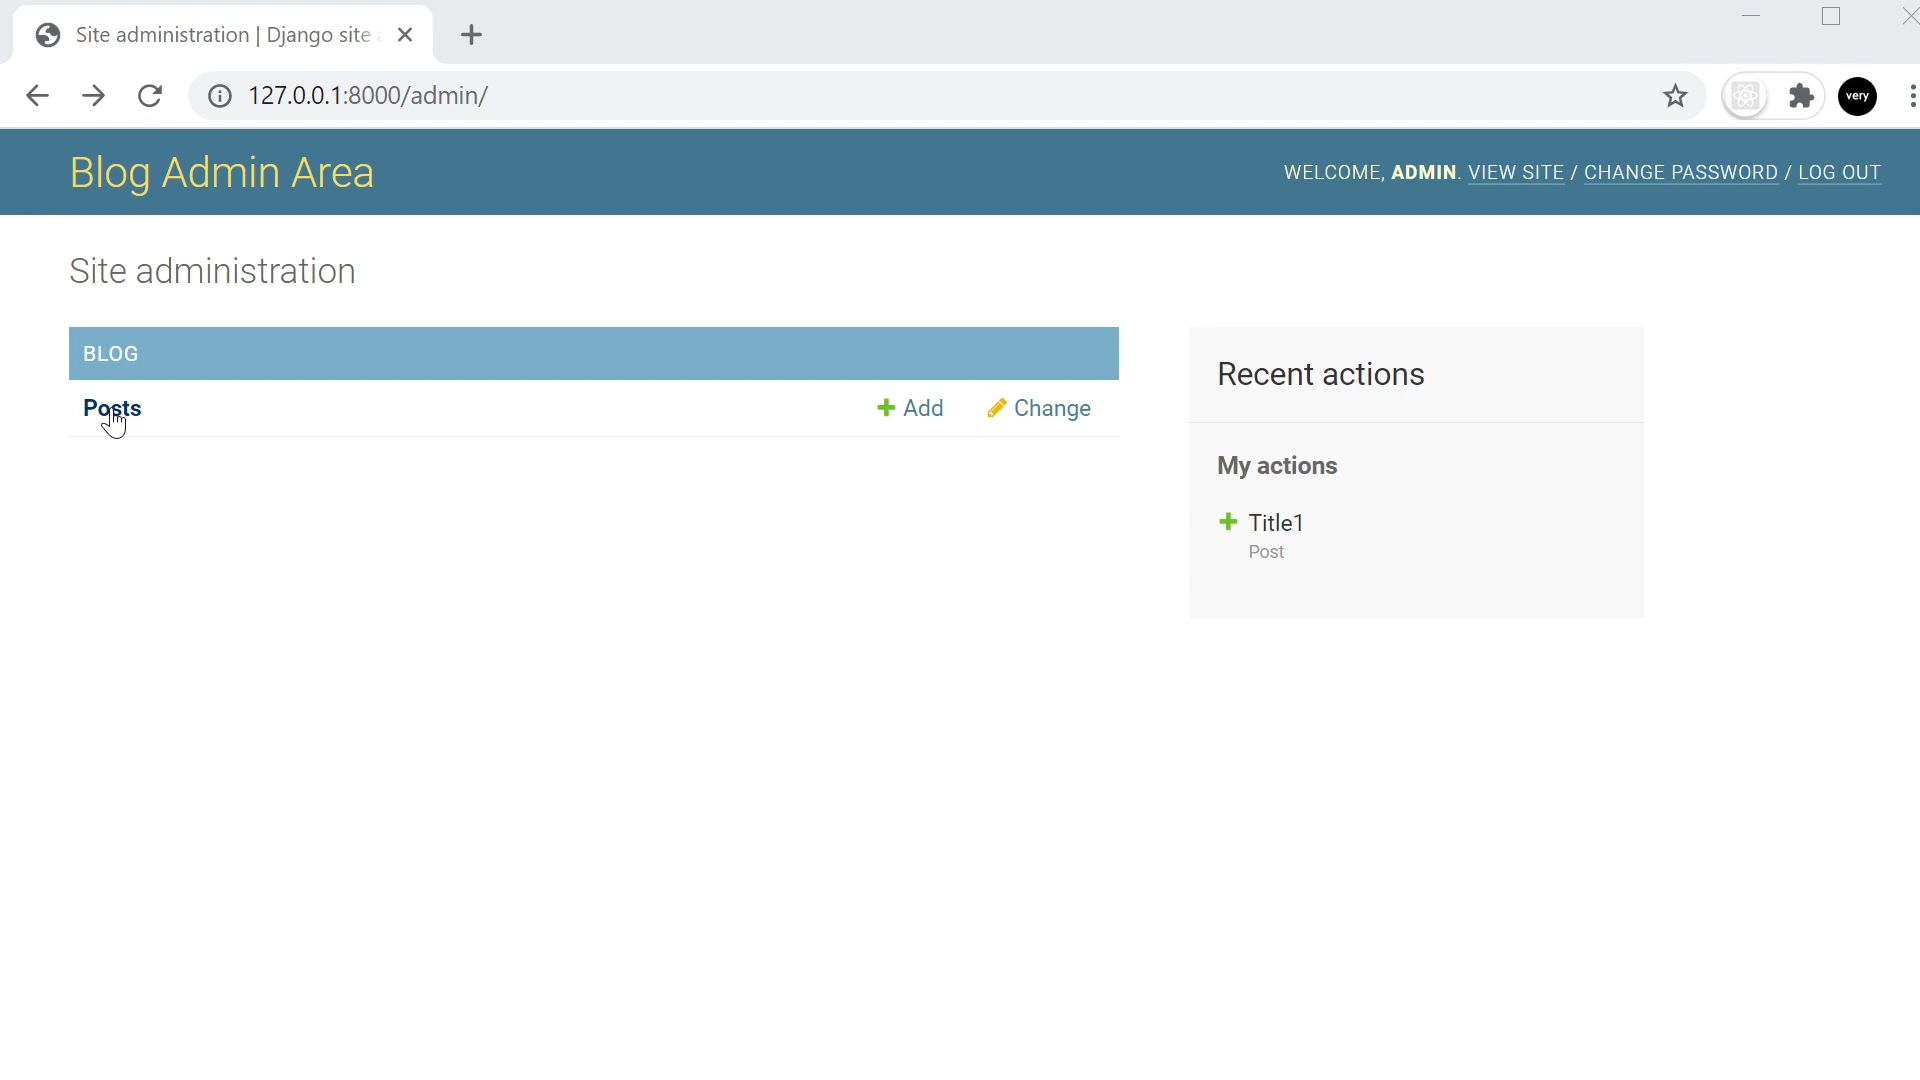 Site administration | Django site
127.0.0.1:8000/admin/
very
Blog Admin Area
WELCOME, ADMIN. VIEW SITE / CHANGE PASSWORD / LOG OUT
Site administration
BLOG
Posts
Add
Change
Recent actions
My actions
Title1
Post